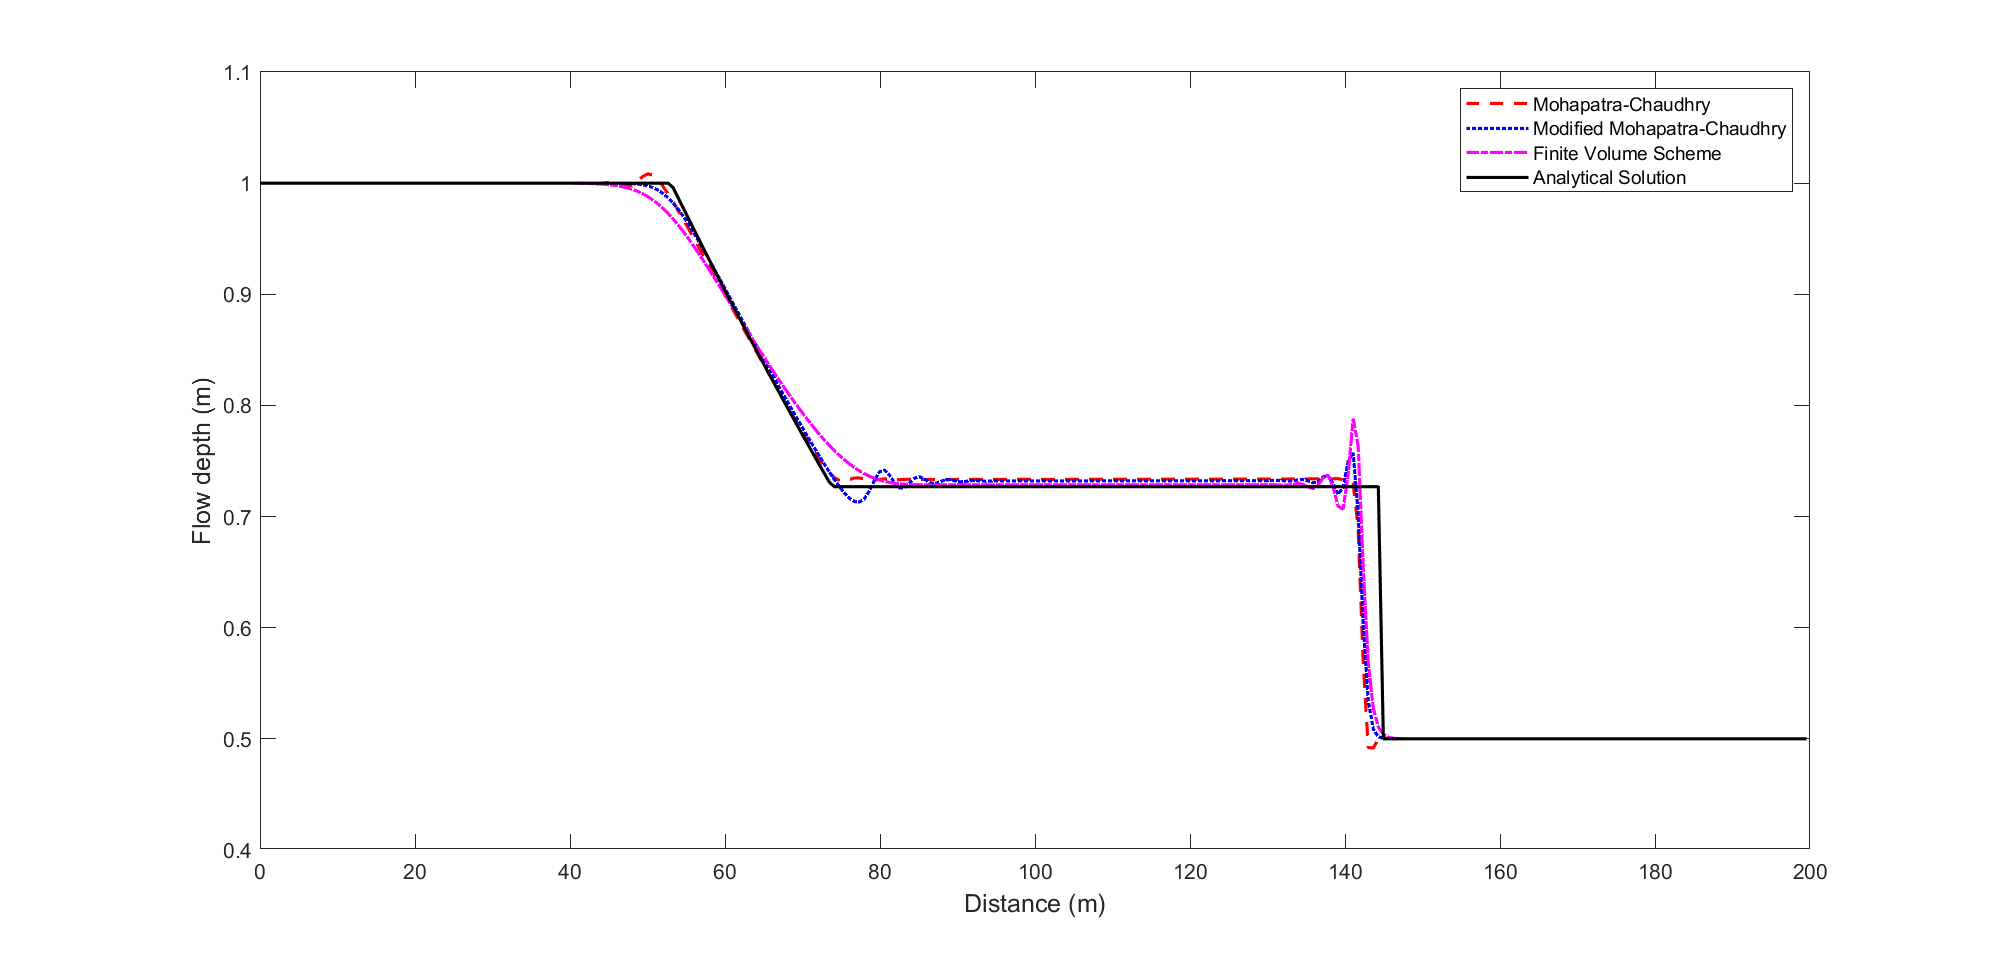 1.1
1
0.9
0.8
0.7
0.6
0.5
0.4
Flow depth (m)
0 20 40 60 80 100 120 140 160 180 200
Distance (m)
Mohapatra-Chaudhry
Modified Mohapatra-Chaudhry
Finite Volume Scheme
Analytical Solution